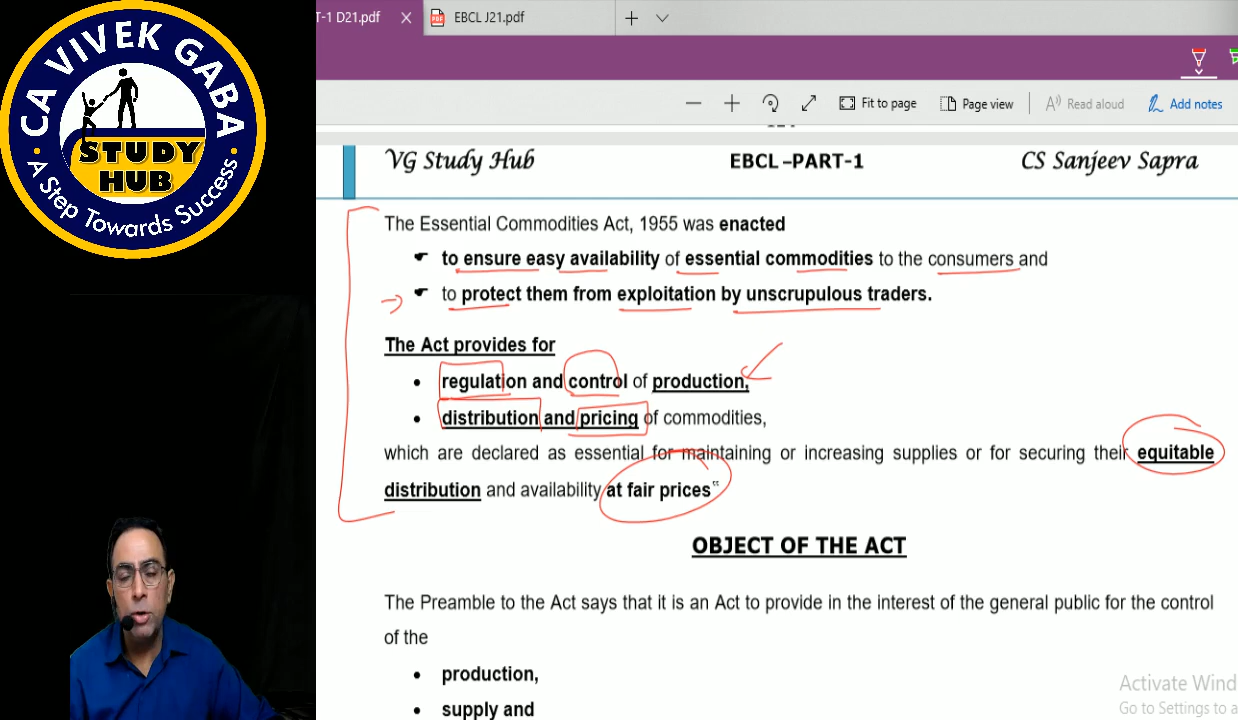 CA VIVEK GABA
STUDY
HUB
A Step Towards Success
T-1 D21.pdf
EBCL J21.pdf
Fit to page
Page view
Read aloud
Add notes
VG Study Hub EBCL –PART-1 CS Sanjeev Sapra
The Essential Commodities Act, 1955 was enacted
to ensure easy availability of essential commodities to the consumers and
to protect them from exploitation by unscrupulous traders.
The Act provides for
• regulation and control of production,
• distribution and pricing of commodities,
which are declared as essential for maintaining or increasing supplies or for securing their equitable
distribution and availability at fair prices"
OBJECT OF THE ACT
The Preamble to the Act says that it is an Act to provide in the interest of the general public for the control
of the
• production,
• supply and
Activate Wind
Go to Settings to a